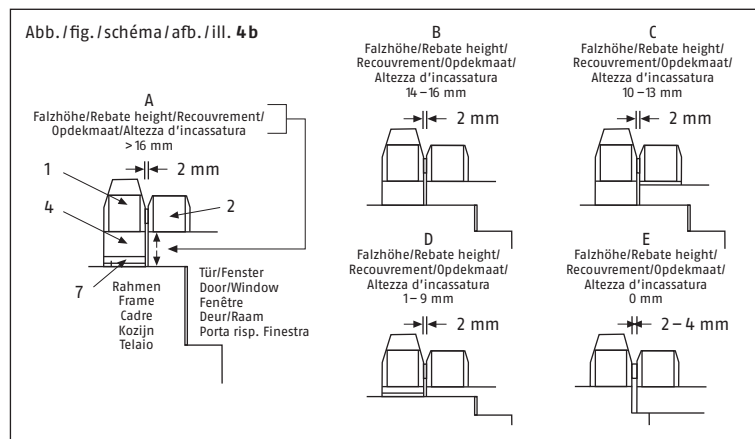 Abb./fig./schéma/afb./ill. 4b
A
Falzhöhe/Rebate height/Recouvrement/
Opdekmaat/Altezza d'incassatura
> 16 mm
2 mm
1
2
4
7
Rahmen
Frame
Cadre
Kozijn
Telaio
Tür/Fenster
Door/Window
Fenêtre
Deur/Raam
Porta risp. Finestra
B
Falzhöhe/Rebate height/
Recouvrement/Opdekmaat/
Altezza d'incassatura
14–16 mm
2 mm
C
Falzhöhe/Rebate height/
Recouvrement/Opdekmaat/
Altezza d'incassatura
10–13 mm
2 mm
D
Falzhöhe/Rebate height/
Recouvrement/Opdekmaat/
Altezza d'incassatura
1–9 mm
2 mm
E
Falzhöhe/Rebate height/
Recouvrement/Opdekmaat/
Altezza d'incassatura
0 mm
2–4 mm